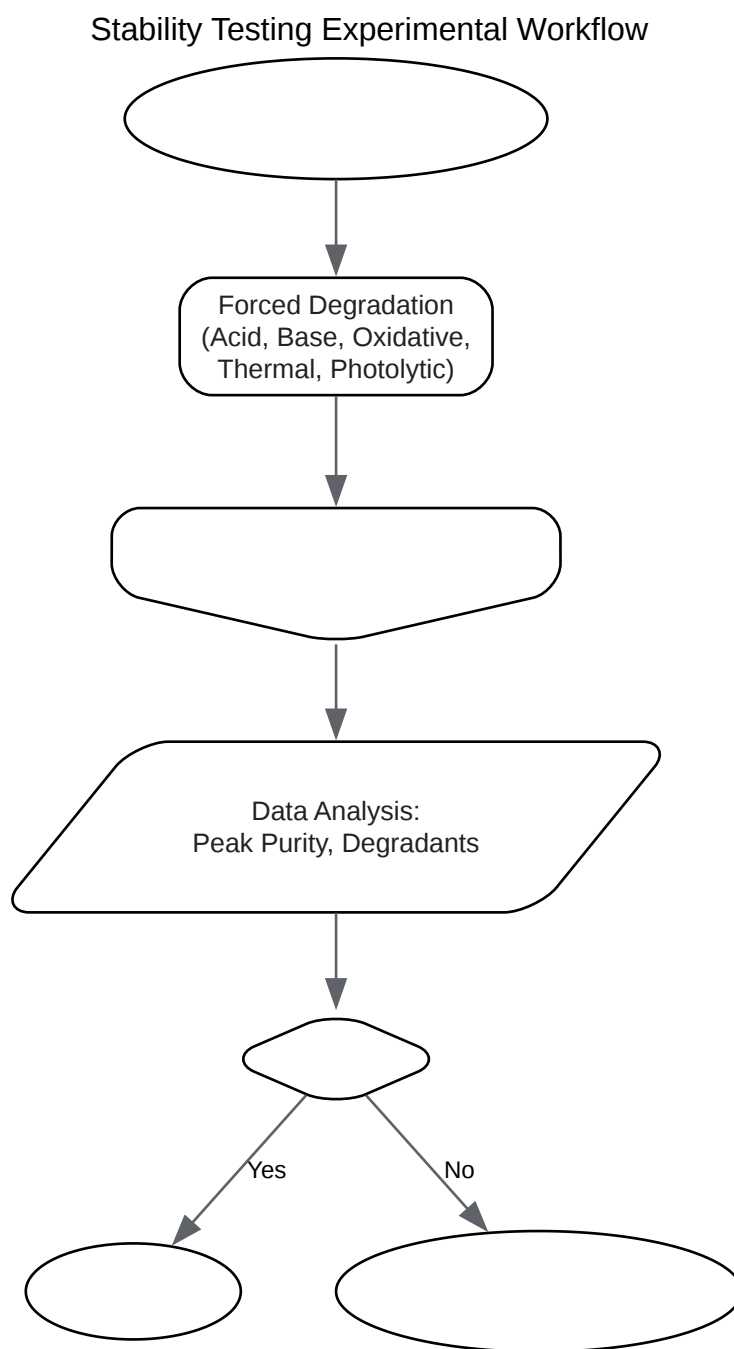 Stability Testing Experimental Workflow
Forced Degradation
(Acid, Base, Oxidative,
Thermal, Photolytic)
Data Analysis:
Peak Purity, Degradants
Yes
No